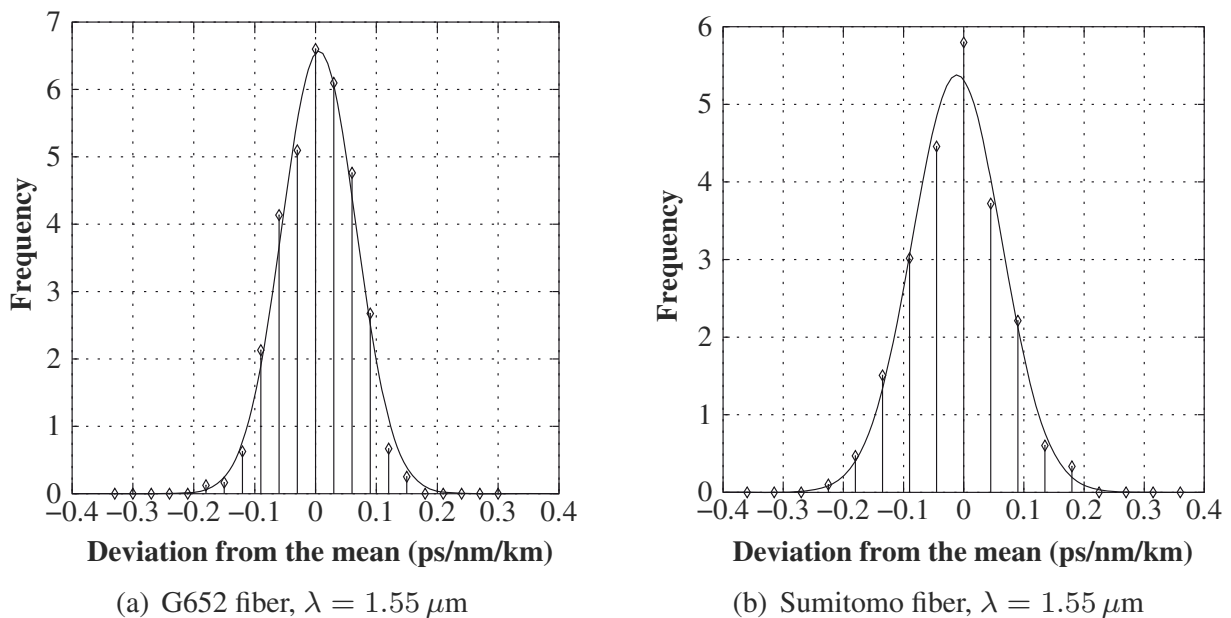 7
6
5
4
3
2
1
0
Frequency
−0.4 −0.3 −0.2 −0.1 0 0.1 0.2 0.3 0.4
Deviation from the mean (ps/nm/km)
(a) G652 fiber, λ = 1.55 μm
6
5
4
3
2
1
0
Frequency
−0.4 −0.3 −0.2 −0.1 0 0.1 0.2 0.3 0.4
Deviation from the mean (ps/nm/km)
(b) Sumitomo fiber, λ = 1.55 μm